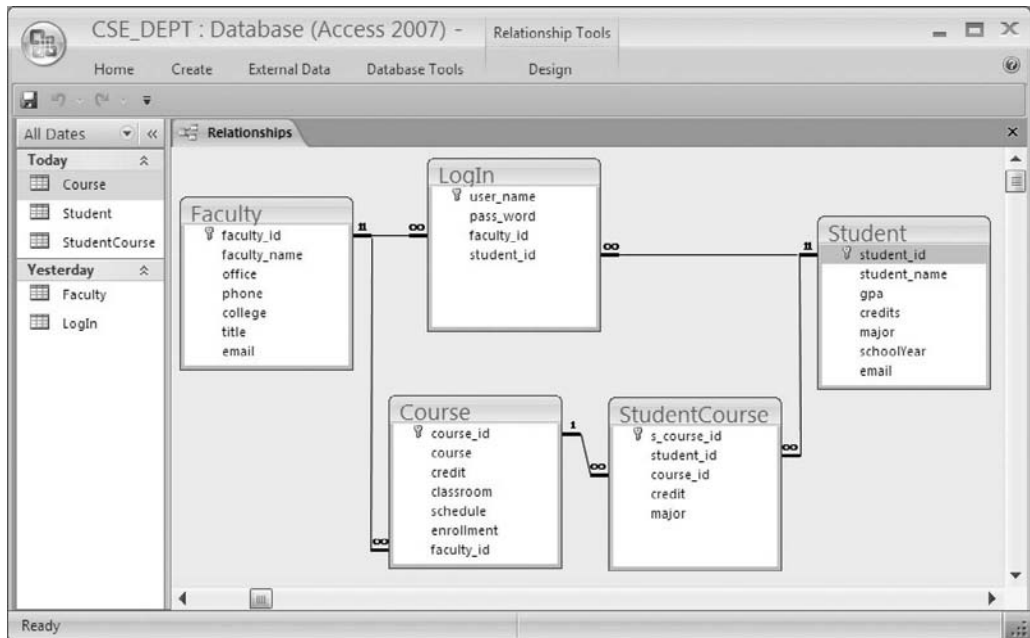 CSE_DEPT : Database (Access 2007) -
Relationship Tools
Home Create External Data Database Tools Design
All Dates
Relationships
Today
Course
Student
StudentCourse
Yesterday
Faculty
LogIn
Faculty
faculty_id
faculty_name
office
phone
college
title
email
LogIn
user_name
pass_word
faculty_id
student_id
Student
student_id
student_name
gpa
credits
major
schoolYear
email
Course
course_id
course
credit
classroom
schedule
enrollment
faculty_id
StudentCourse
s_course_id
student_id
course_id
credit
major
11
∞
∞
11
1
∞
∞
∞
Ready